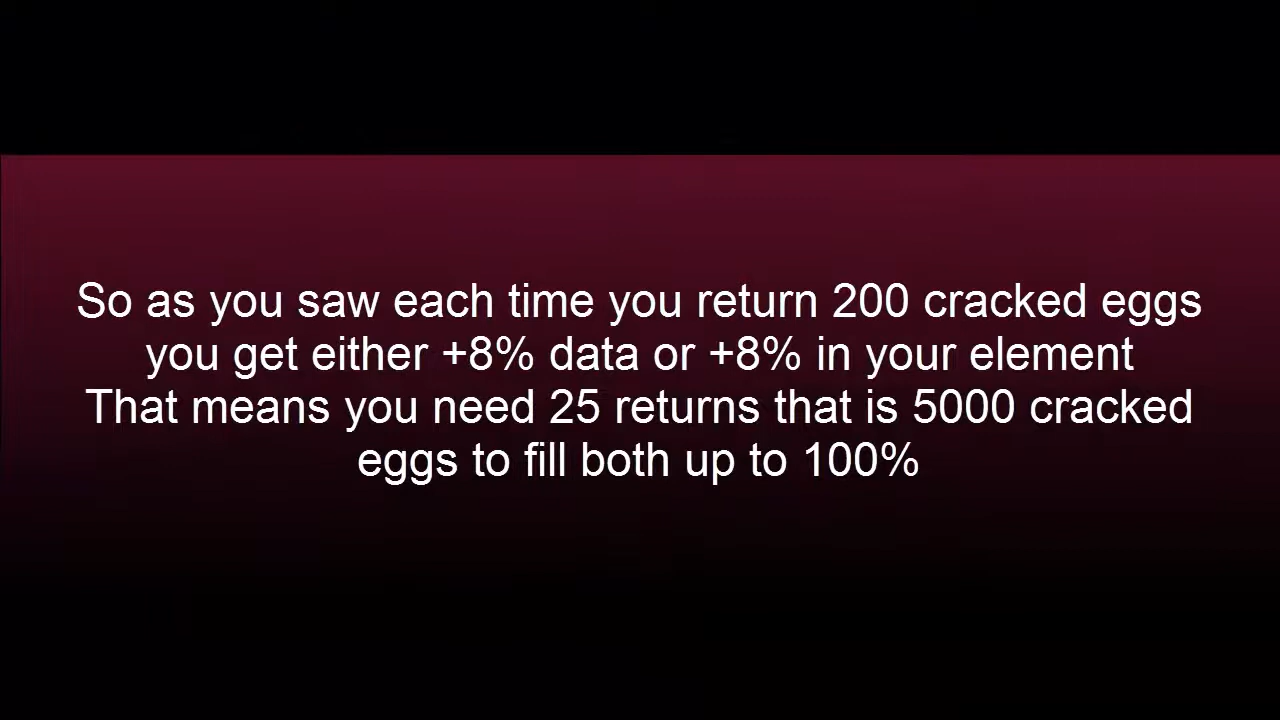 So as you saw each time you return 200 cracked eggs
you get either +8% data or +8% in your element
That means you need 25 returns that is 5000 cracked
eggs to fill both up to 100%